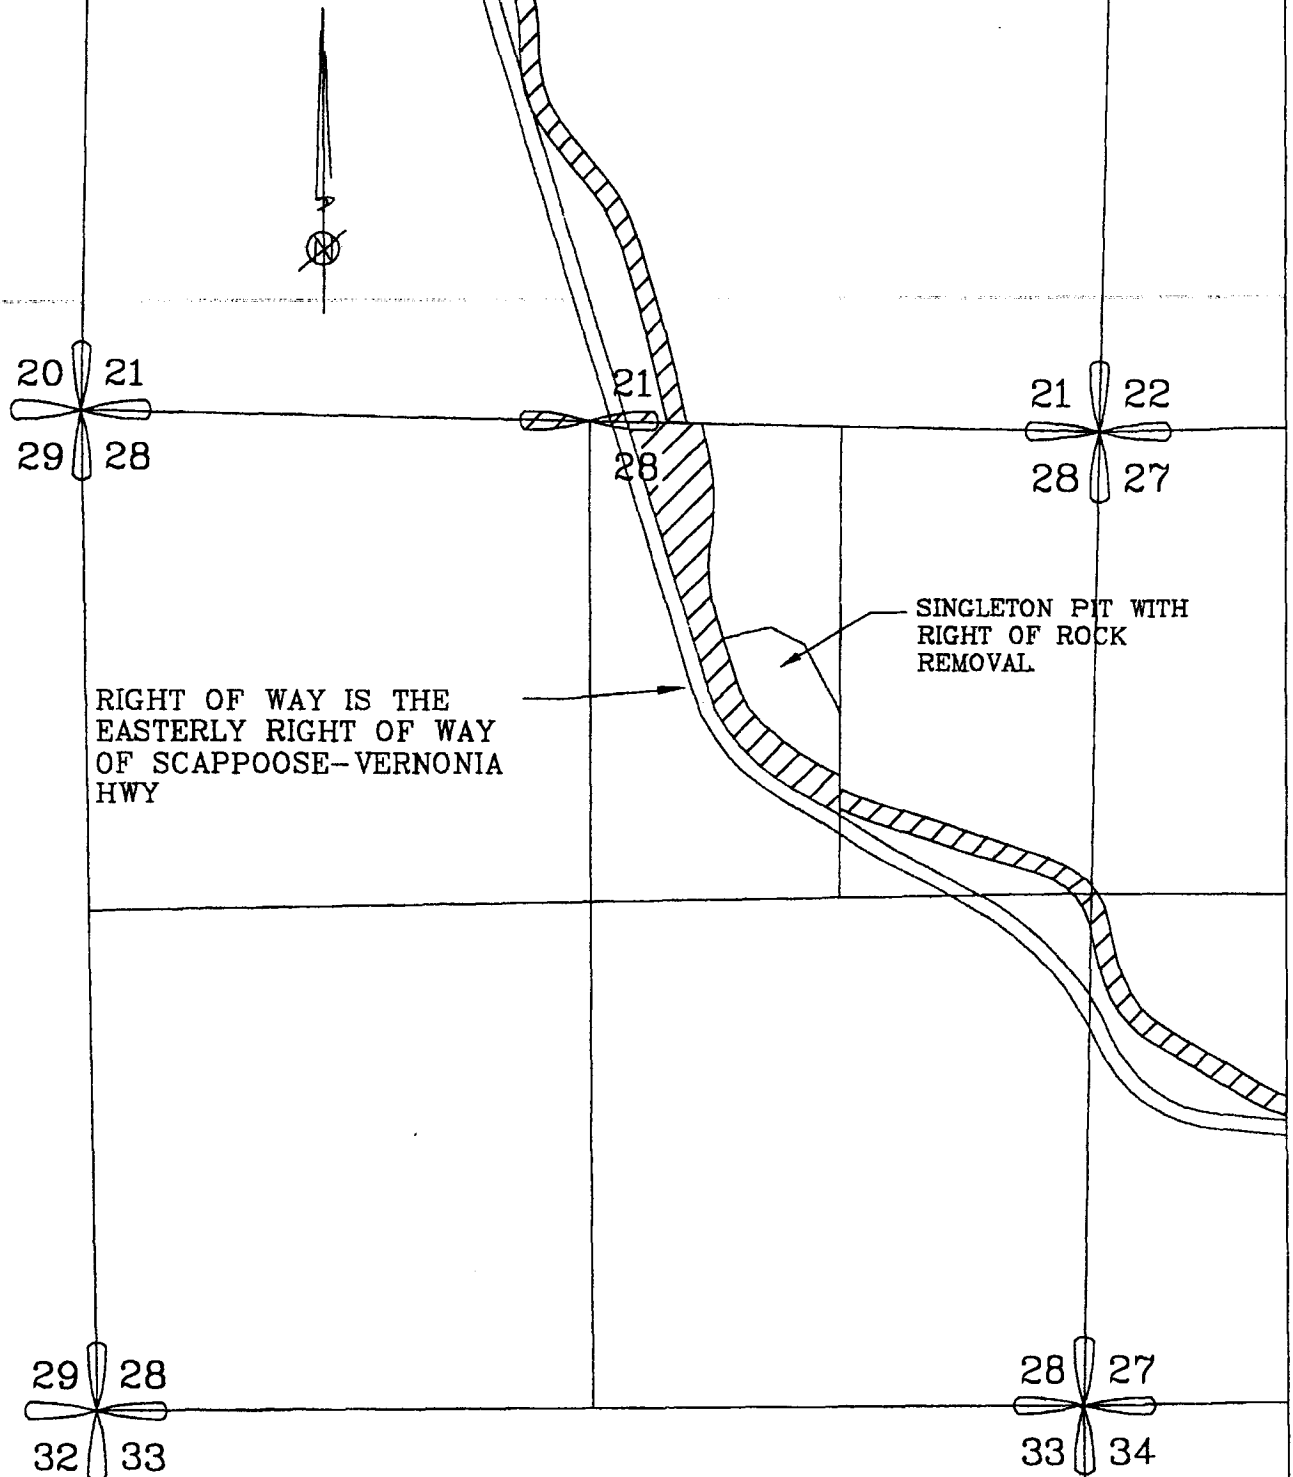 N
20 21
29 28
21
28
21 22
28 27
SINGLETON PIT WITH
RIGHT OF ROCK
REMOVAL
RIGHT OF WAY IS THE
EASTERLY RIGHT OF WAY
OF SCAPPOOSE-VERNONIA
HWY
29 28
32 33
28 27
33 34